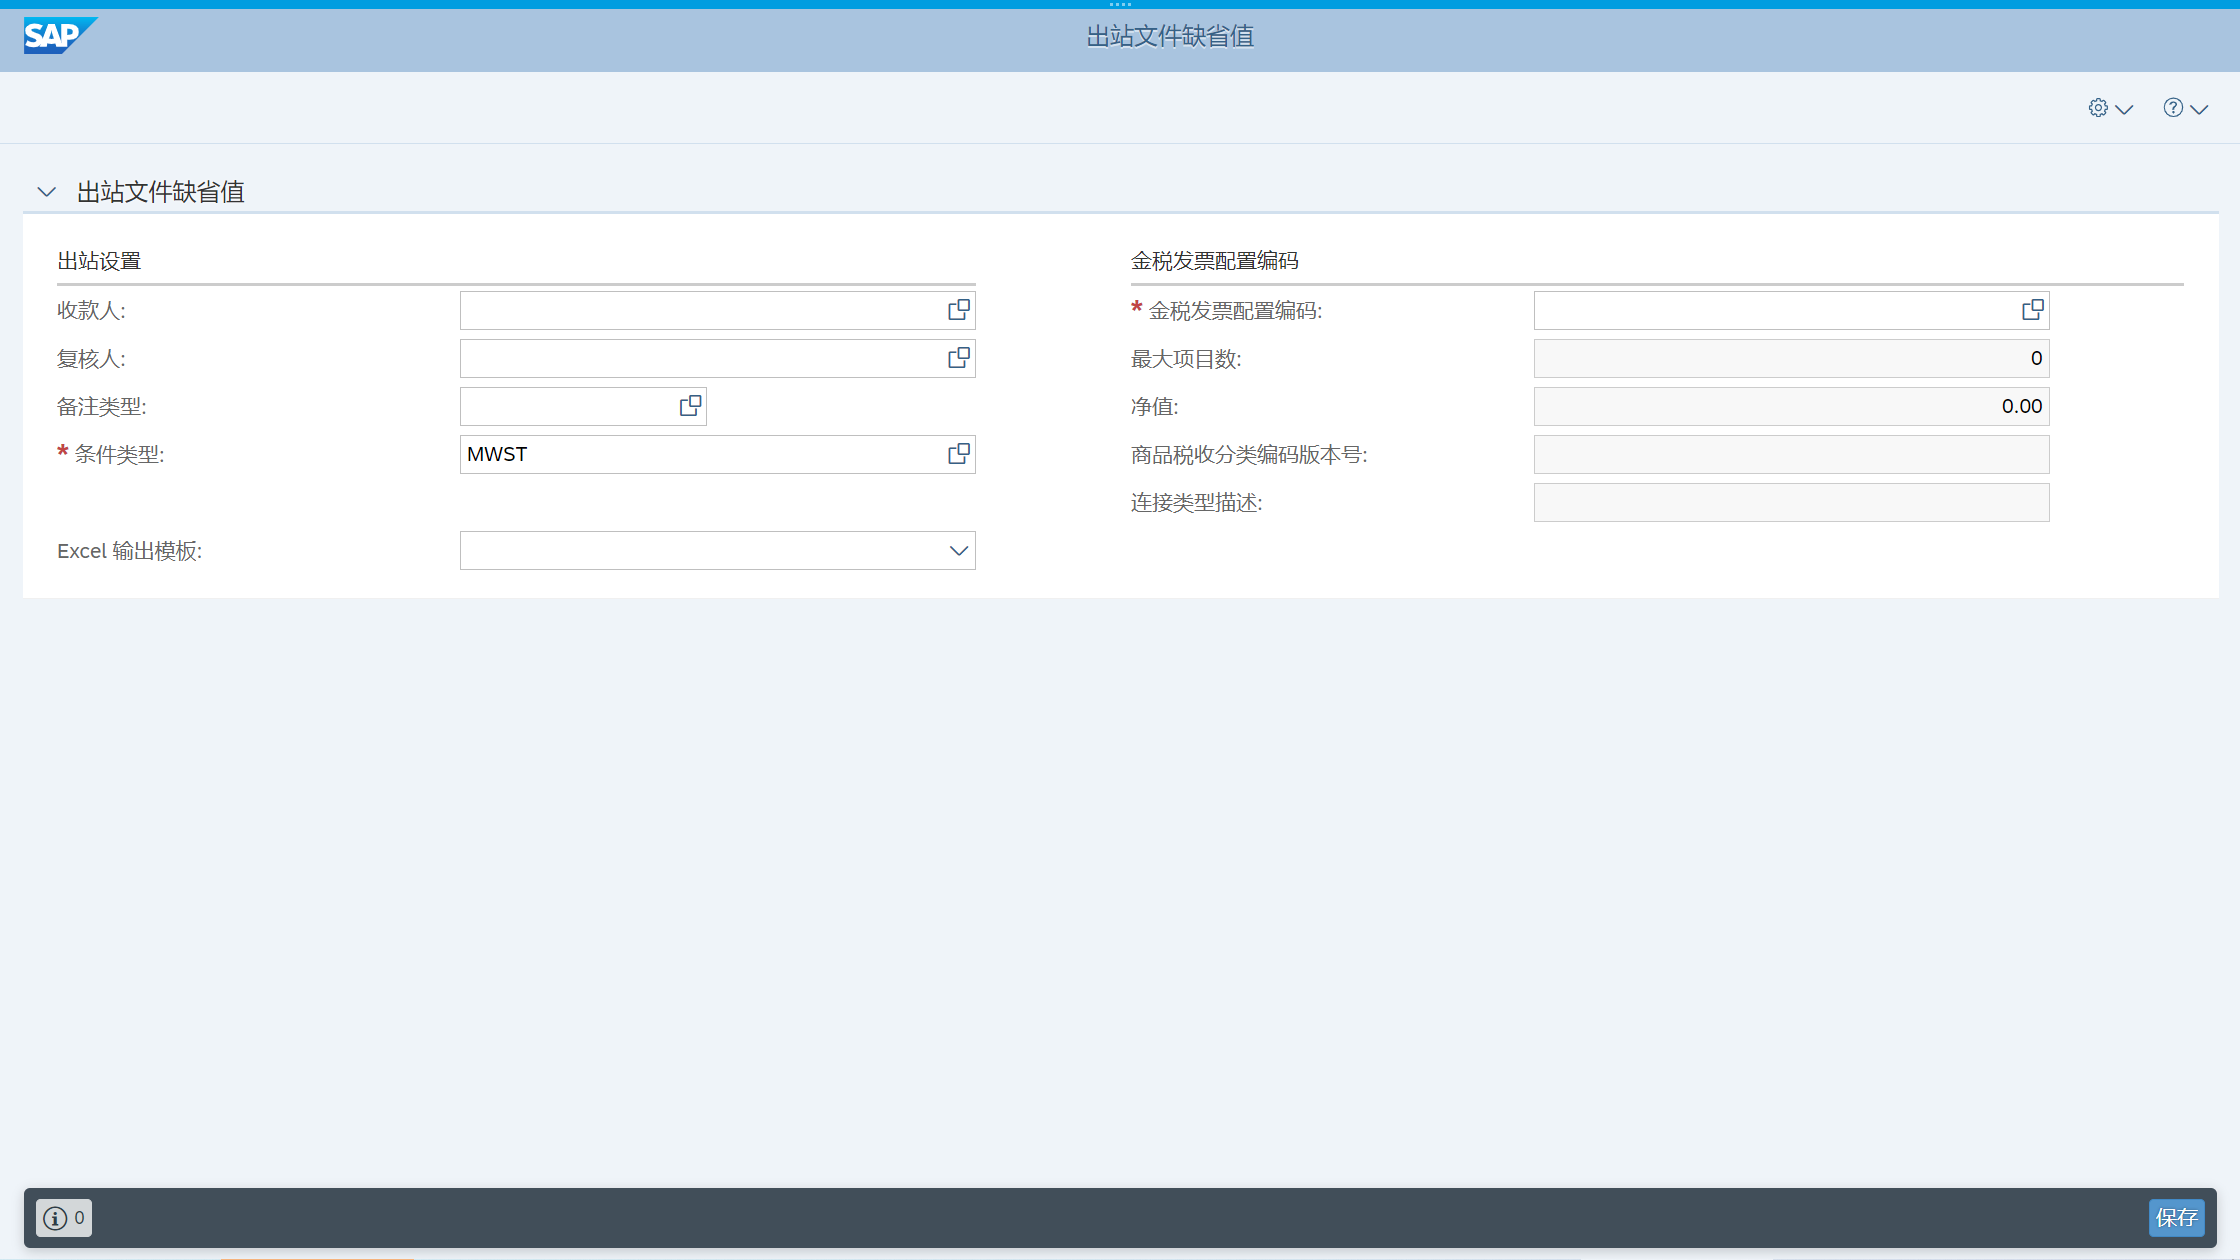 SAP
出站文件缺省值
出站文件缺省值
出站设置
收款人:
复核人:
备注类型:
* 条件类型: MWST
Excel 输出模板:
金税发票配置编码
* 金税发票配置编码:
最大项目数: 0
净值: 0.00
商品税收分类编码版本号:
连接类型描述:
0
保存